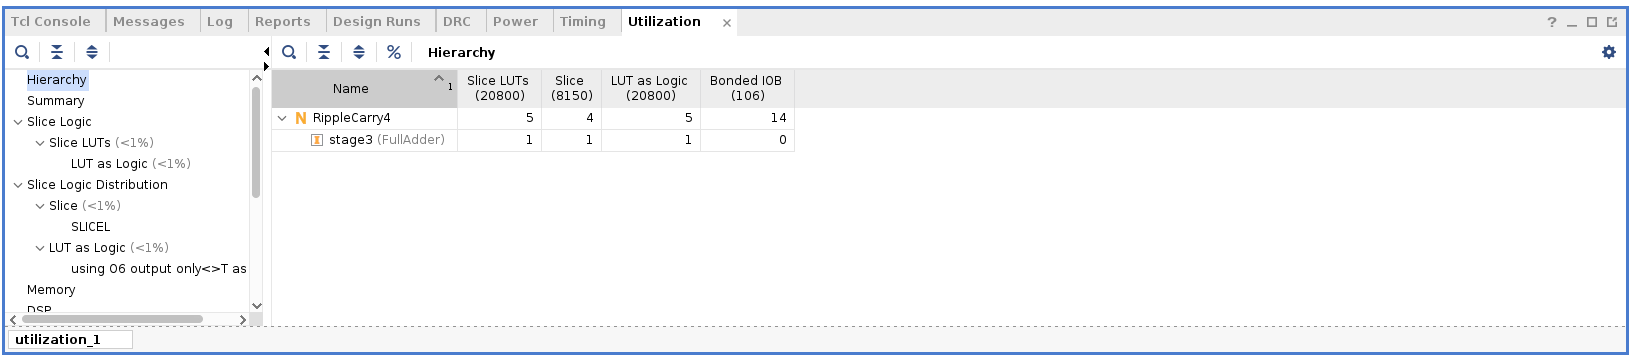 Tcl Console Messages Log Reports Design Runs DRC Power Timing Utilization × ?
% Hierarchy
Hierarchy
Summary
Slice Logic
Slice LUTs (<1%)
LUT as Logic (<1%)
Slice Logic Distribution
Slice (<1%)
SLICEL
LUT as Logic (<1%)
using O6 output only<>T as
Memory
DSP
Name 1 Slice LUTs (20800) Slice (8150) LUT as Logic (20800) Bonded IOB (106)
N RippleCarry4 5 4 5 14
I stage3 (FullAdder) 1 1 1 0
utilization_1